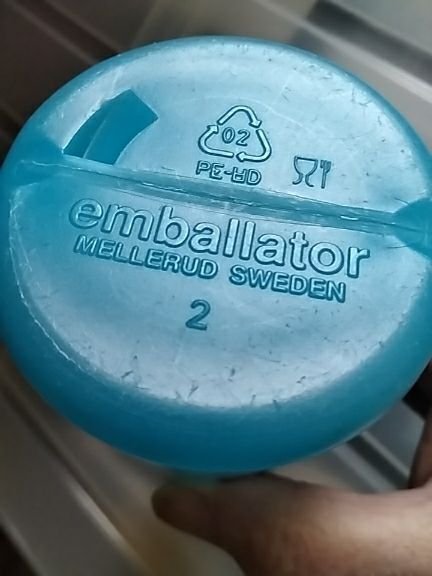 02
PE-HD
emballator
MELLERUD SWEDEN
2